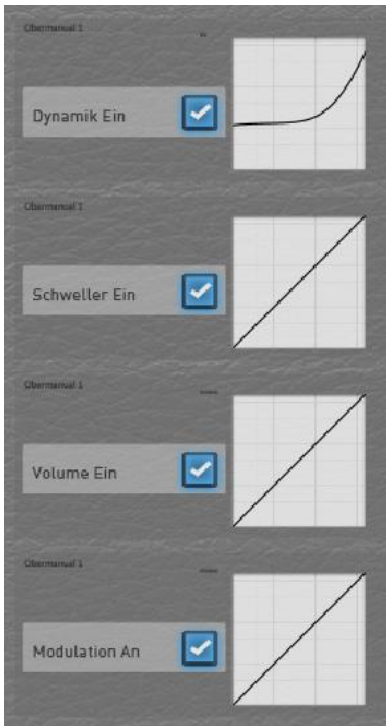 Obermanual 1
Dynamik Ein
Obermanual 1
Schweller Ein
Obermanual 1
Volume Ein
Obermanual 1
Modulation An